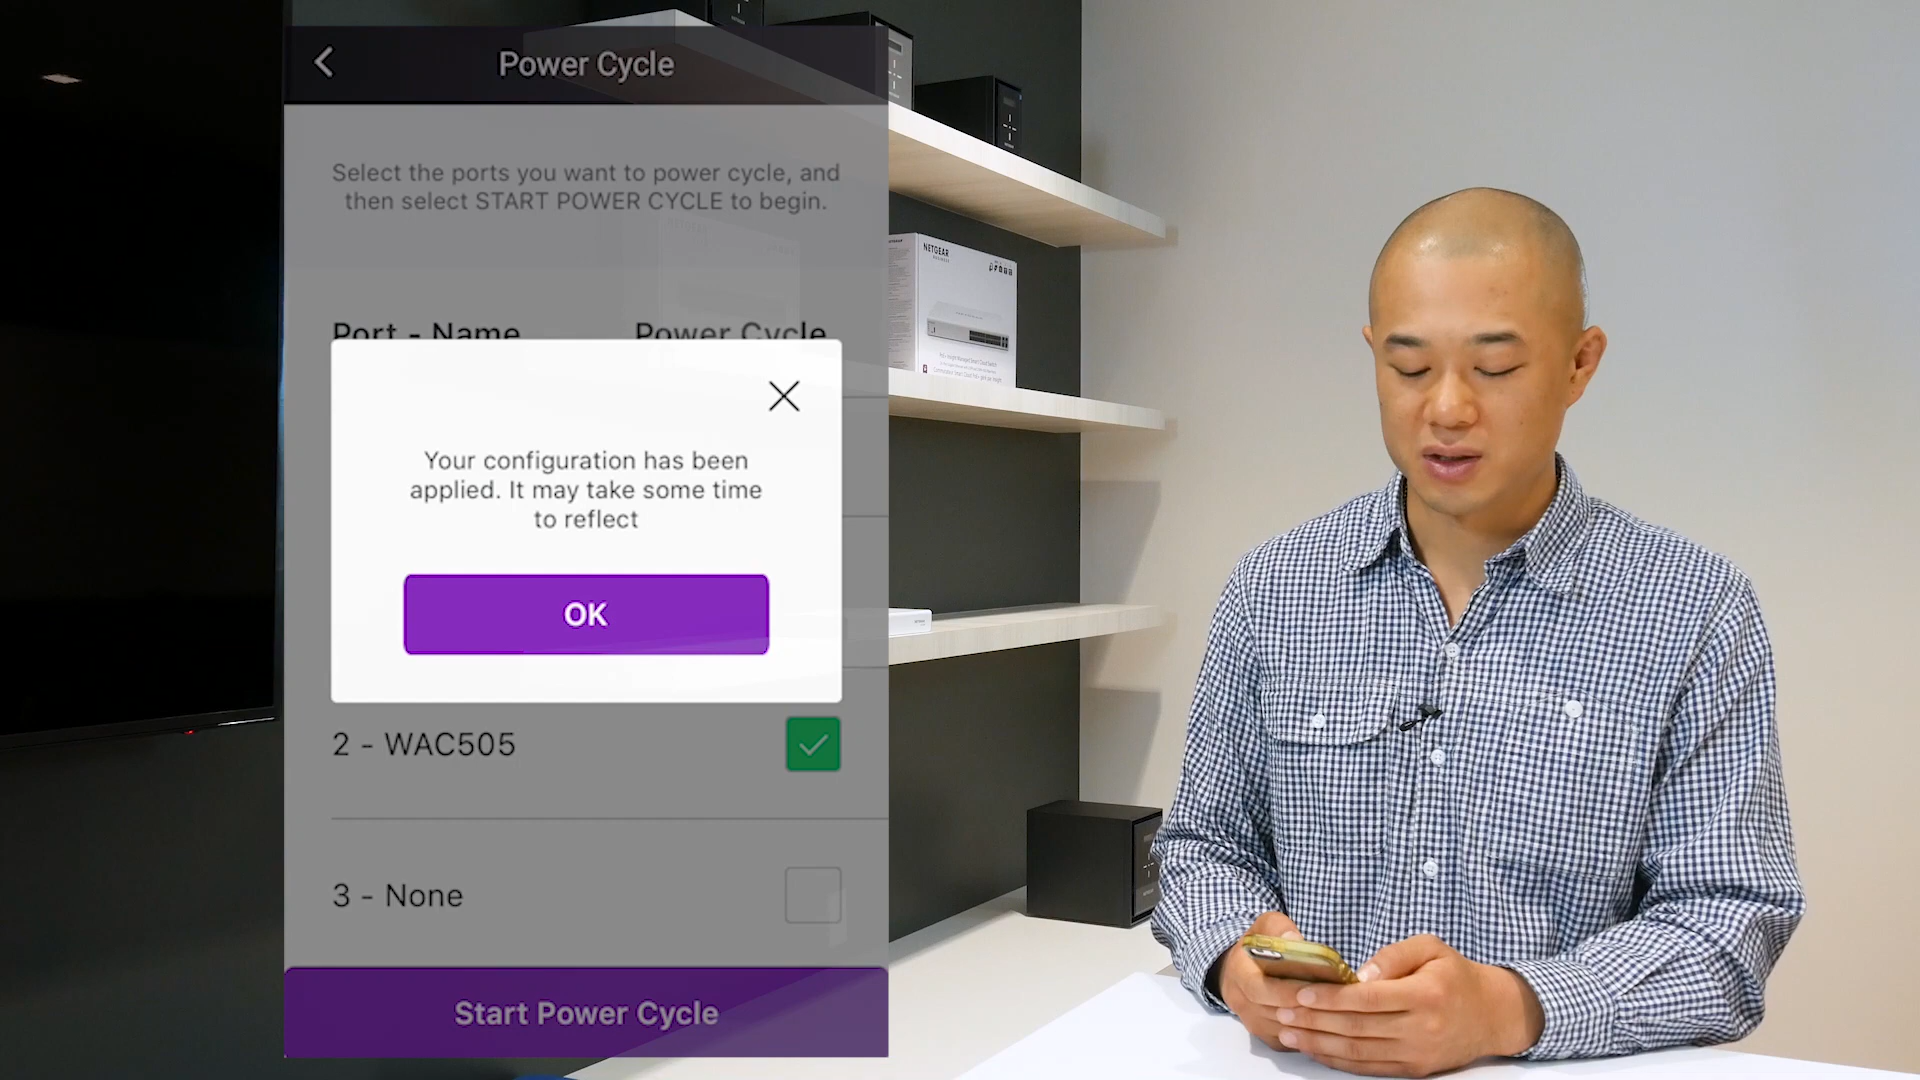 Power Cycle
Select the ports you want to power cycle, and
then select START POWER CYCLE to begin.
Port - Name Power Cycle
Your configuration has been
applied. It may take some time
to reflect
OK
2 - WAC505
3 - None
Start Power Cycle
NETGEAR
BUSINESS